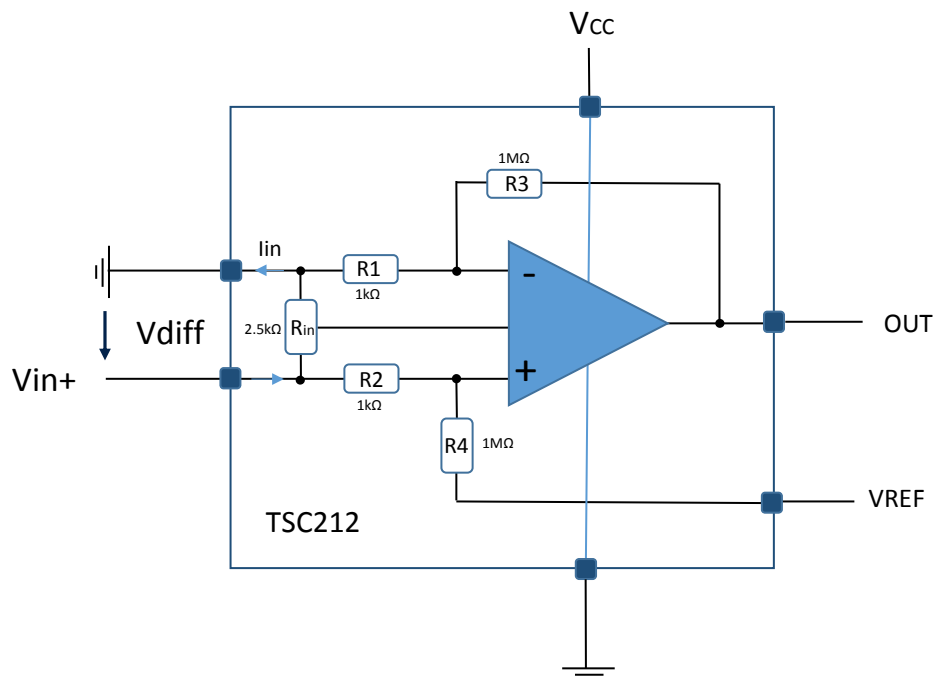 Vcc
1MΩ
R3
Iin
R1
1kΩ
-
Vdiff
2.5kΩ
Rin
OUT
Vin+
R2
1kΩ
+
R4
1MΩ
VREF
TSC212